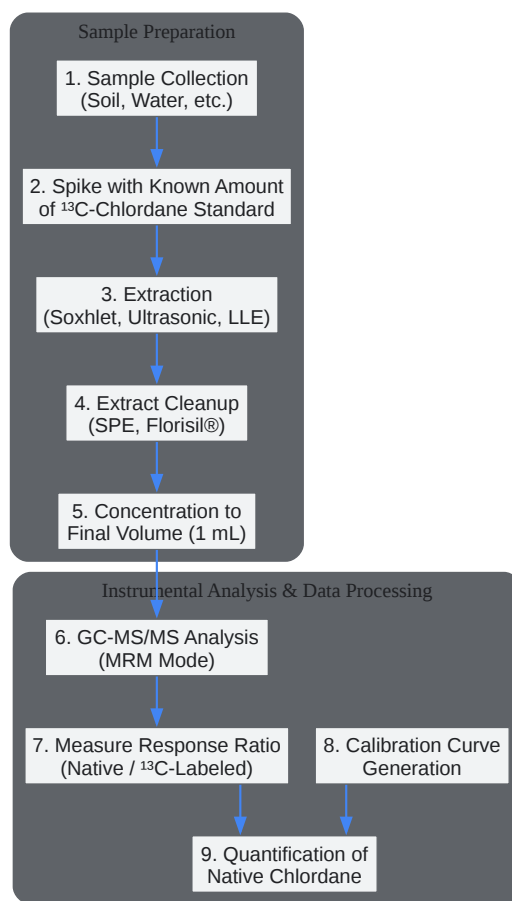 Sample Preparation
1. Sample Collection
(Soil, Water, etc.)
2. Spike with Known Amount
of ¹³C-Chlordane Standard
3. Extraction
(Soxhlet, Ultrasonic, LLE)
4. Extract Cleanup
(SPE, Florisil®)
5. Concentration to
Final Volume (1 mL)
Instrumental Analysis & Data Processing
6. GC-MS/MS Analysis
(MRM Mode)
7. Measure Response Ratio
(Native / ¹³C-Labeled)
8. Calibration Curve
Generation
9. Quantification of
Native Chlordane